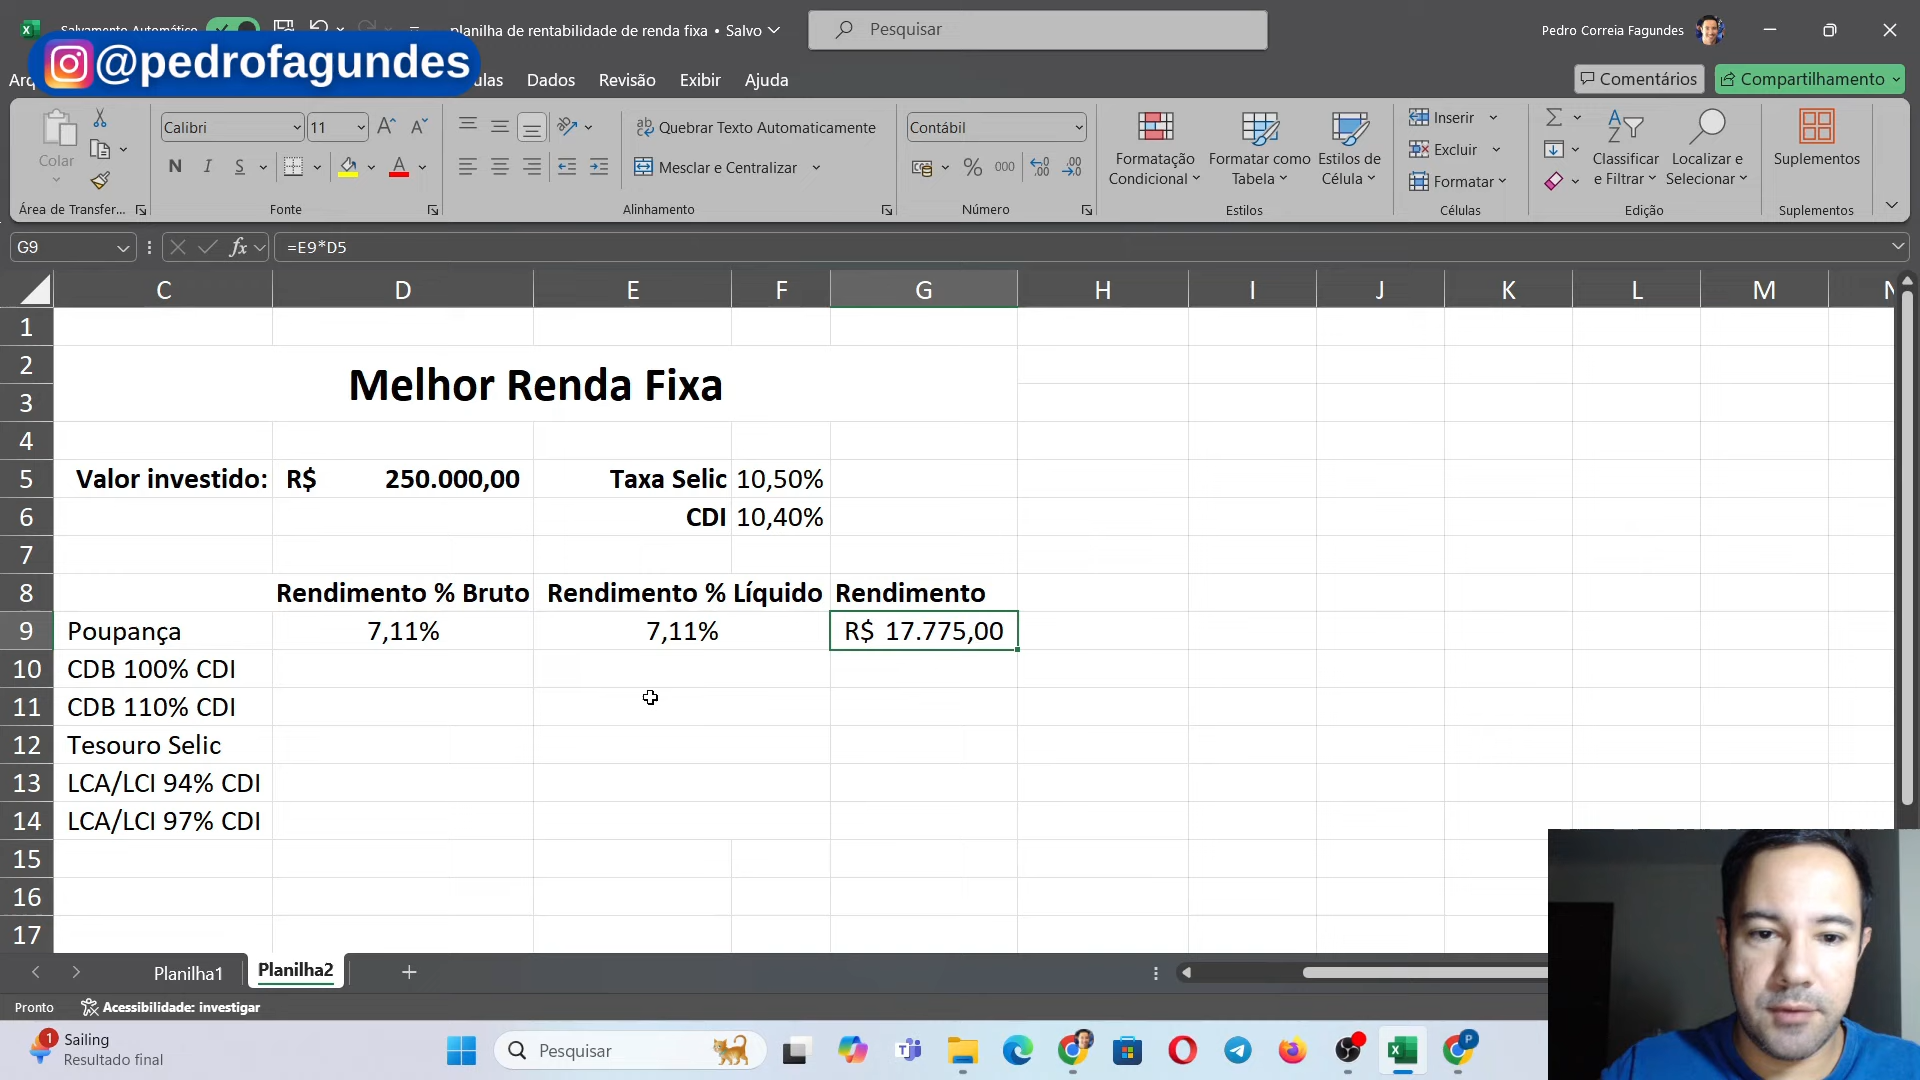 Salvamento Automático
planilha de rentabilidade de renda fixa • Salvo
Pesquisar
Pedro Correia Fagundes
@pedrofagundes
Dados
Revisão
Exibir
Ajuda
Comentários
Compartilhamento
Colar
Área de Transfer...
Calibri
11
N
I
S
Fonte
Quebrar Texto Automaticamente
Mesclar e Centralizar
Alinhamento
Contábil
%
000
Número
Formatação Condicional
Formatar como Tabela
Estilos de Célula
Estilos
Inserir
Excluir
Formatar
Células
Classificar e Filtrar
Localizar e Selecionar
Edição
Suplementos
Suplementos
G9
fx
=E9*D5
C D E F G H I J K L M N
1
2
3
Melhor Renda Fixa
4
5 Valor investido: R$ 250.000,00 Taxa Selic 10,50%
6 CDI 10,40%
7
8 Rendimento % Bruto Rendimento % Líquido Rendimento
9 Poupança 7,11% 7,11% R$ 17.775,00
10 CDB 100% CDI
11 CDB 110% CDI
12 Tesouro Selic
13 LCA/LCI 94% CDI
14 LCA/LCI 97% CDI
15
16
17
Planilha1
Planilha2
Pronto
Acessibilidade: investigar
1
Sailing
Resultado final
Pesquisar
P